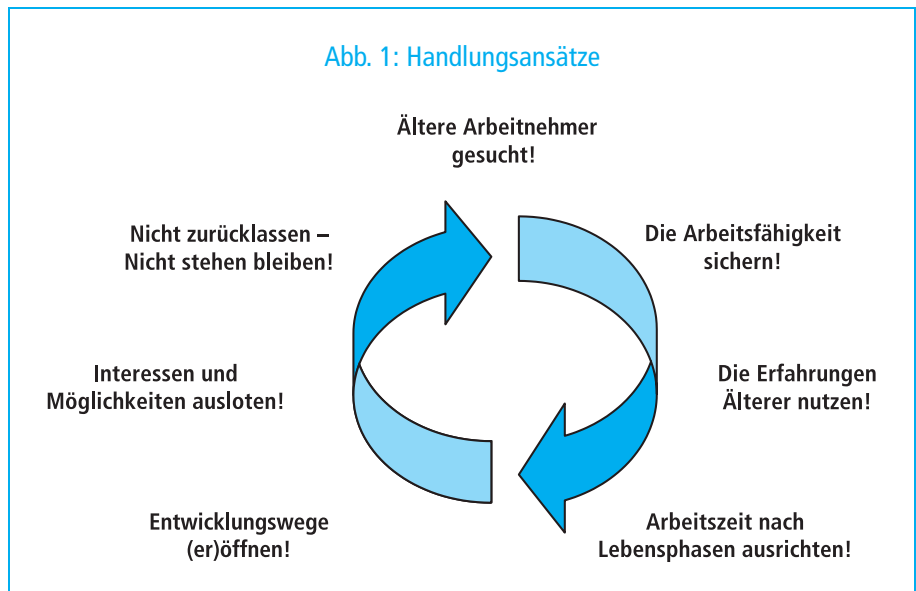 Abb. 1: Handlungsansätze
Ältere Arbeitnehmer
gesucht!
Die Arbeitsfähigkeit
sichern!
Die Erfahrungen
Älterer nutzen!
Arbeitszeit nach
Lebensphasen ausrichten!
Entwicklungswege
(er)öffnen!
Interessen und
Möglichkeiten ausloten!
Nicht zurücklassen –
Nicht stehen bleiben!